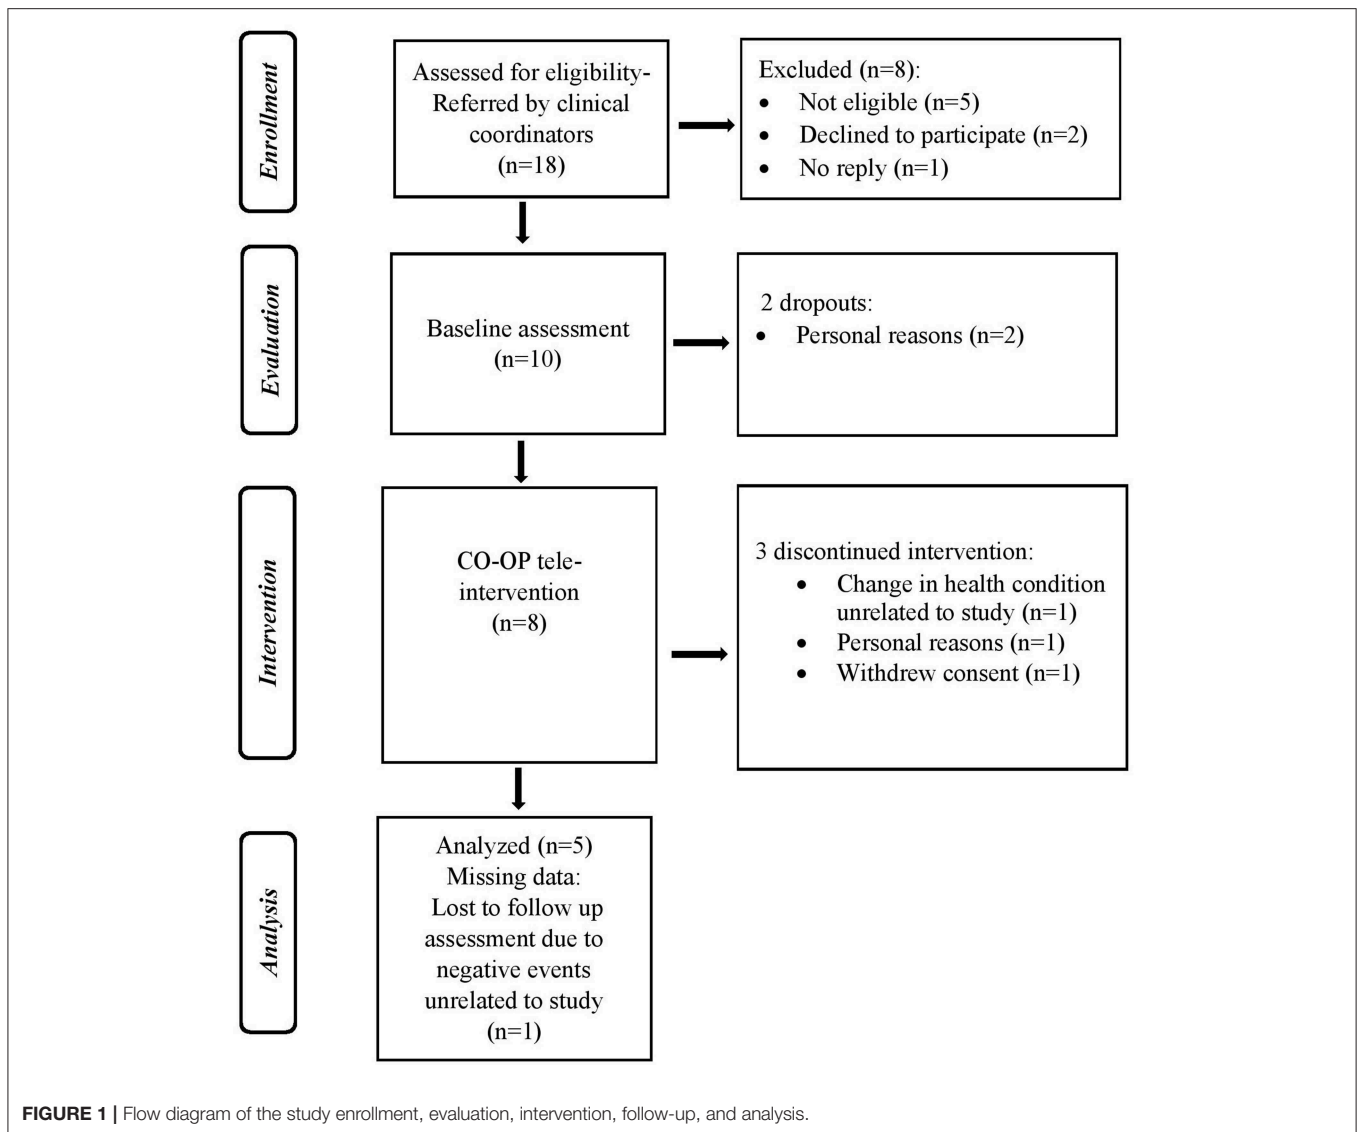 Enrollment
Assessed for eligibility-
Referred by clinical
coordinators
(n=18)
Excluded (n=8):
• Not eligible (n=5)
• Declined to participate (n=2)
• No reply (n=1)
Evaluation
Baseline assessment
(n=10)
2 dropouts:
• Personal reasons (n=2)
Intervention
CO-OP tele-
intervention
(n=8)
3 discontinued intervention:
• Change in health condition
unrelated to study (n=1)
• Personal reasons (n=1)
• Withdrew consent (n=1)
Analysis
Analyzed (n=5)
Missing data:
Lost to follow up
assessment due to
negative events
unrelated to study
(n=1)
FIGURE 1 | Flow diagram of the study enrollment, evaluation, intervention, follow-up, and analysis.